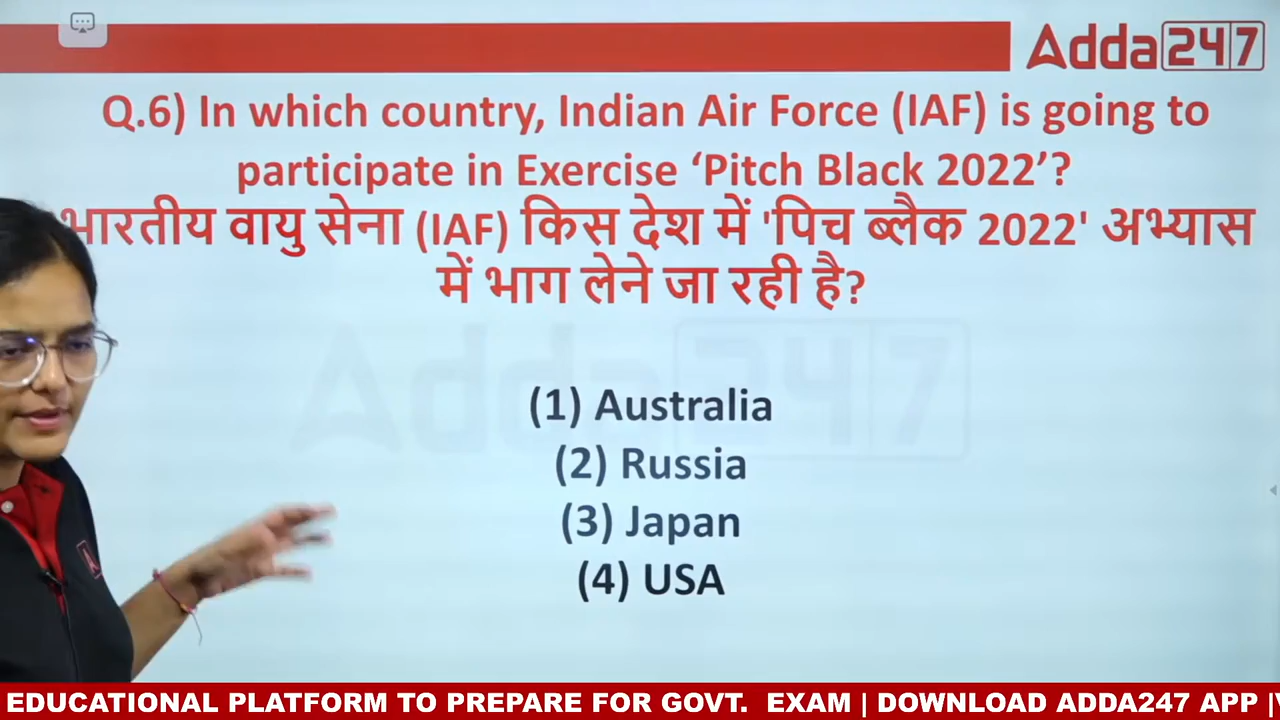 Adda247
Q.6) In which country, Indian Air Force (IAF) is going to
participate in Exercise ‘Pitch Black 2022’?
भारतीय वायु सेना (IAF) किस देश में 'पिच ब्लैक 2022' अभ्यास
में भाग लेने जा रही है?
Adda247
(1) Australia
(2) Russia
(3) Japan
(4) USA
EDUCATIONAL PLATFORM TO PREPARE FOR GOVT. EXAM | DOWNLOAD ADDA247 APP |